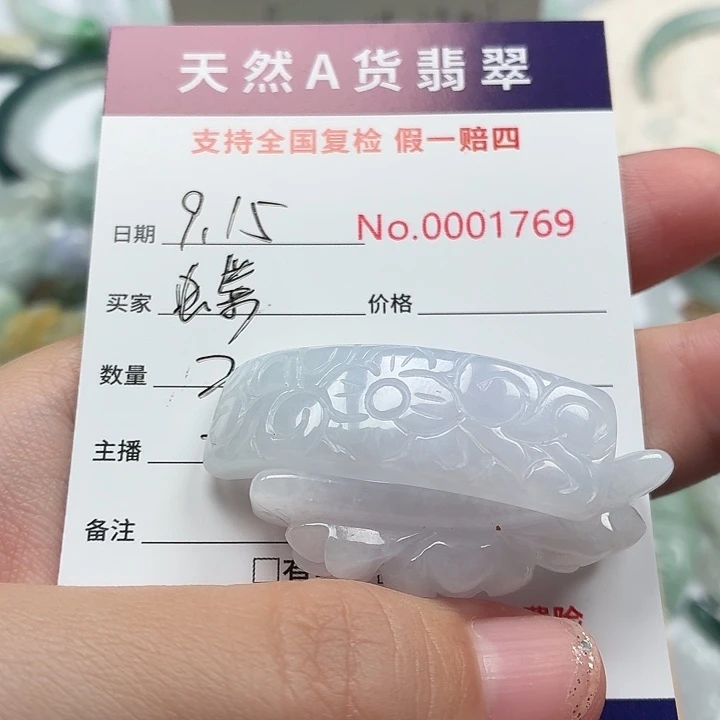 天然A货翡翠
支持全国复检 假一赔四
日期 9.15 No.0001769
买家 价格
数量 2
主播
备注